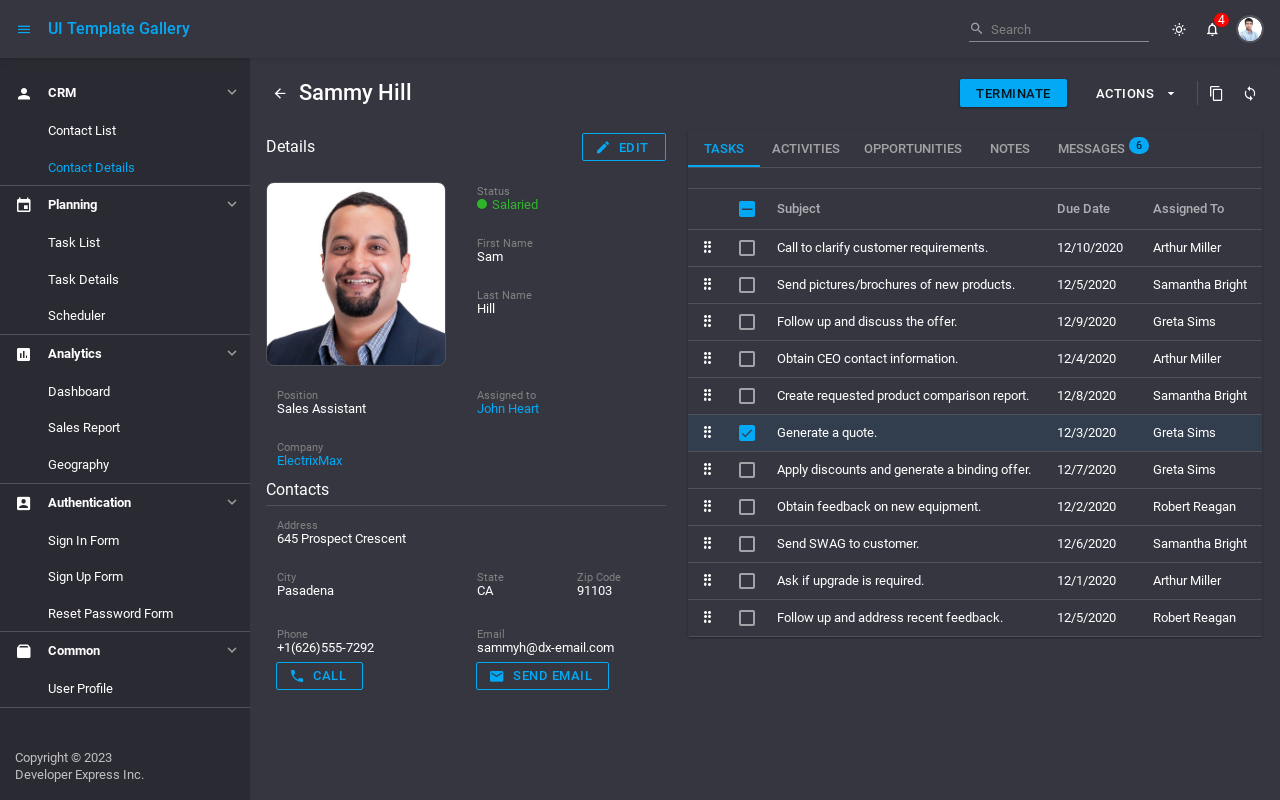 UI Template Gallery
Search
4
CRM
Contact List
Contact Details
Planning
Task List
Task Details
Scheduler
Analytics
Dashboard
Sales Report
Geography
Authentication
Sign In Form
Sign Up Form
Reset Password Form
Common
User Profile
Copyright © 2023
Developer Express Inc.
Sammy Hill
TERMINATE
ACTIONS
Details
EDIT
Status
Salaried
First Name
Sam
Last Name
Hill
Position
Sales Assistant
Assigned to
John Heart
Company
ElectrixMax
Contacts
Address
645 Prospect Crescent
City
Pasadena
State
CA
Zip Code
91103
Phone
+1(626)555-7292
CALL
Email
sammyh@dx-email.com
SEND EMAIL
TASKS ACTIVITIES OPPORTUNITIES NOTES MESSAGES 6
Subject Due Date Assigned To
Call to clarify customer requirements. 12/10/2020 Arthur Miller
Send pictures/brochures of new products. 12/5/2020 Samantha Bright
Follow up and discuss the offer. 12/9/2020 Greta Sims
Obtain CEO contact information. 12/4/2020 Arthur Miller
Create requested product comparison report. 12/8/2020 Samantha Bright
Generate a quote. 12/3/2020 Greta Sims
Apply discounts and generate a binding offer. 12/7/2020 Greta Sims
Obtain feedback on new equipment. 12/2/2020 Robert Reagan
Send SWAG to customer. 12/6/2020 Samantha Bright
Ask if upgrade is required. 12/1/2020 Arthur Miller
Follow up and address recent feedback. 12/5/2020 Robert Reagan